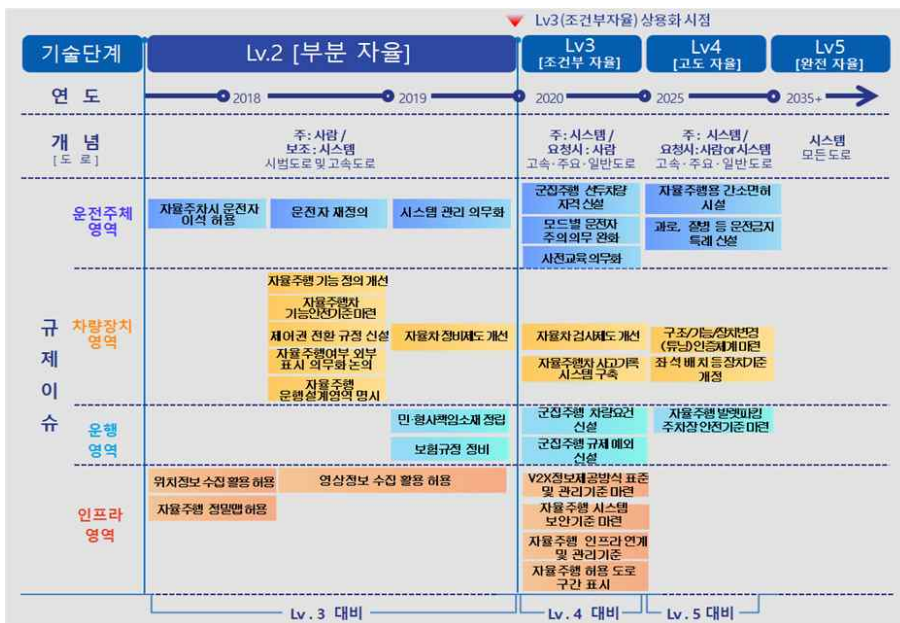 Lv3(조건부자율) 상용화 시점
기술단계
Lv.2 [부분 자율]
Lv3
[조건부 자율]
Lv4
[고도 자율]
Lv5
[완전 자율]
연 도
2018
2019
2020
2025
2035+
개 념
[도 로]
주: 사람 /
보조: 시스템
시범도로 및 고속도로
주: 시스템/
요청시: 사람
고속·주요·일반도로
주: 시스템/
요청시:사람or시스템
고속·주요·일반도로
시스템
모든도로
규제이슈
운전주체
영역
자율주차시 운전자
이석 허용
운전자 재정의
시스템 관리 의무화
군집주행 선두차량
자격 신설
모드별 운전자
주의의무 완화
사전교육 의무화
자율주행용 간소면허
시설
과로, 질병 등 운전금지
특례 신설
차량장치
영역
자율주행 기능 정의 개선
자율주행차
기능안전기준마련
제어권 전환 규정 신설
자율주행여부 외부
표시 의무화 논의
자율주행
운행설계영역 명시
자율차 정비제도 개선
자율차 검사제도 개선
자율주행차 사고기록
시스템 구축
구조/기능/장치변경
(튜닝)인증체계 마련
좌석 배치 등 장치기준
개정
운행
영역
민·형사책임소재 정립
보험규정 정비
군집주행 차량요건
신설
군집주행 규제 예외
신설
자율주행 발렛파킹
주차장 안전기준 마련
인프라
영역
위치정보 수집 활용 허용
자율주행 정밀맵 허용
영상정보 수집 활용 허용
V2X정보제공방식 표준
및 관리기준 마련
자율주행 시스템
보안기준 마련
자율주행 인프라 연계
및 관리기준
자율주행 허용 도로
구간 표시
Lv.3 대비
Lv.4 대비
Lv.5 대비